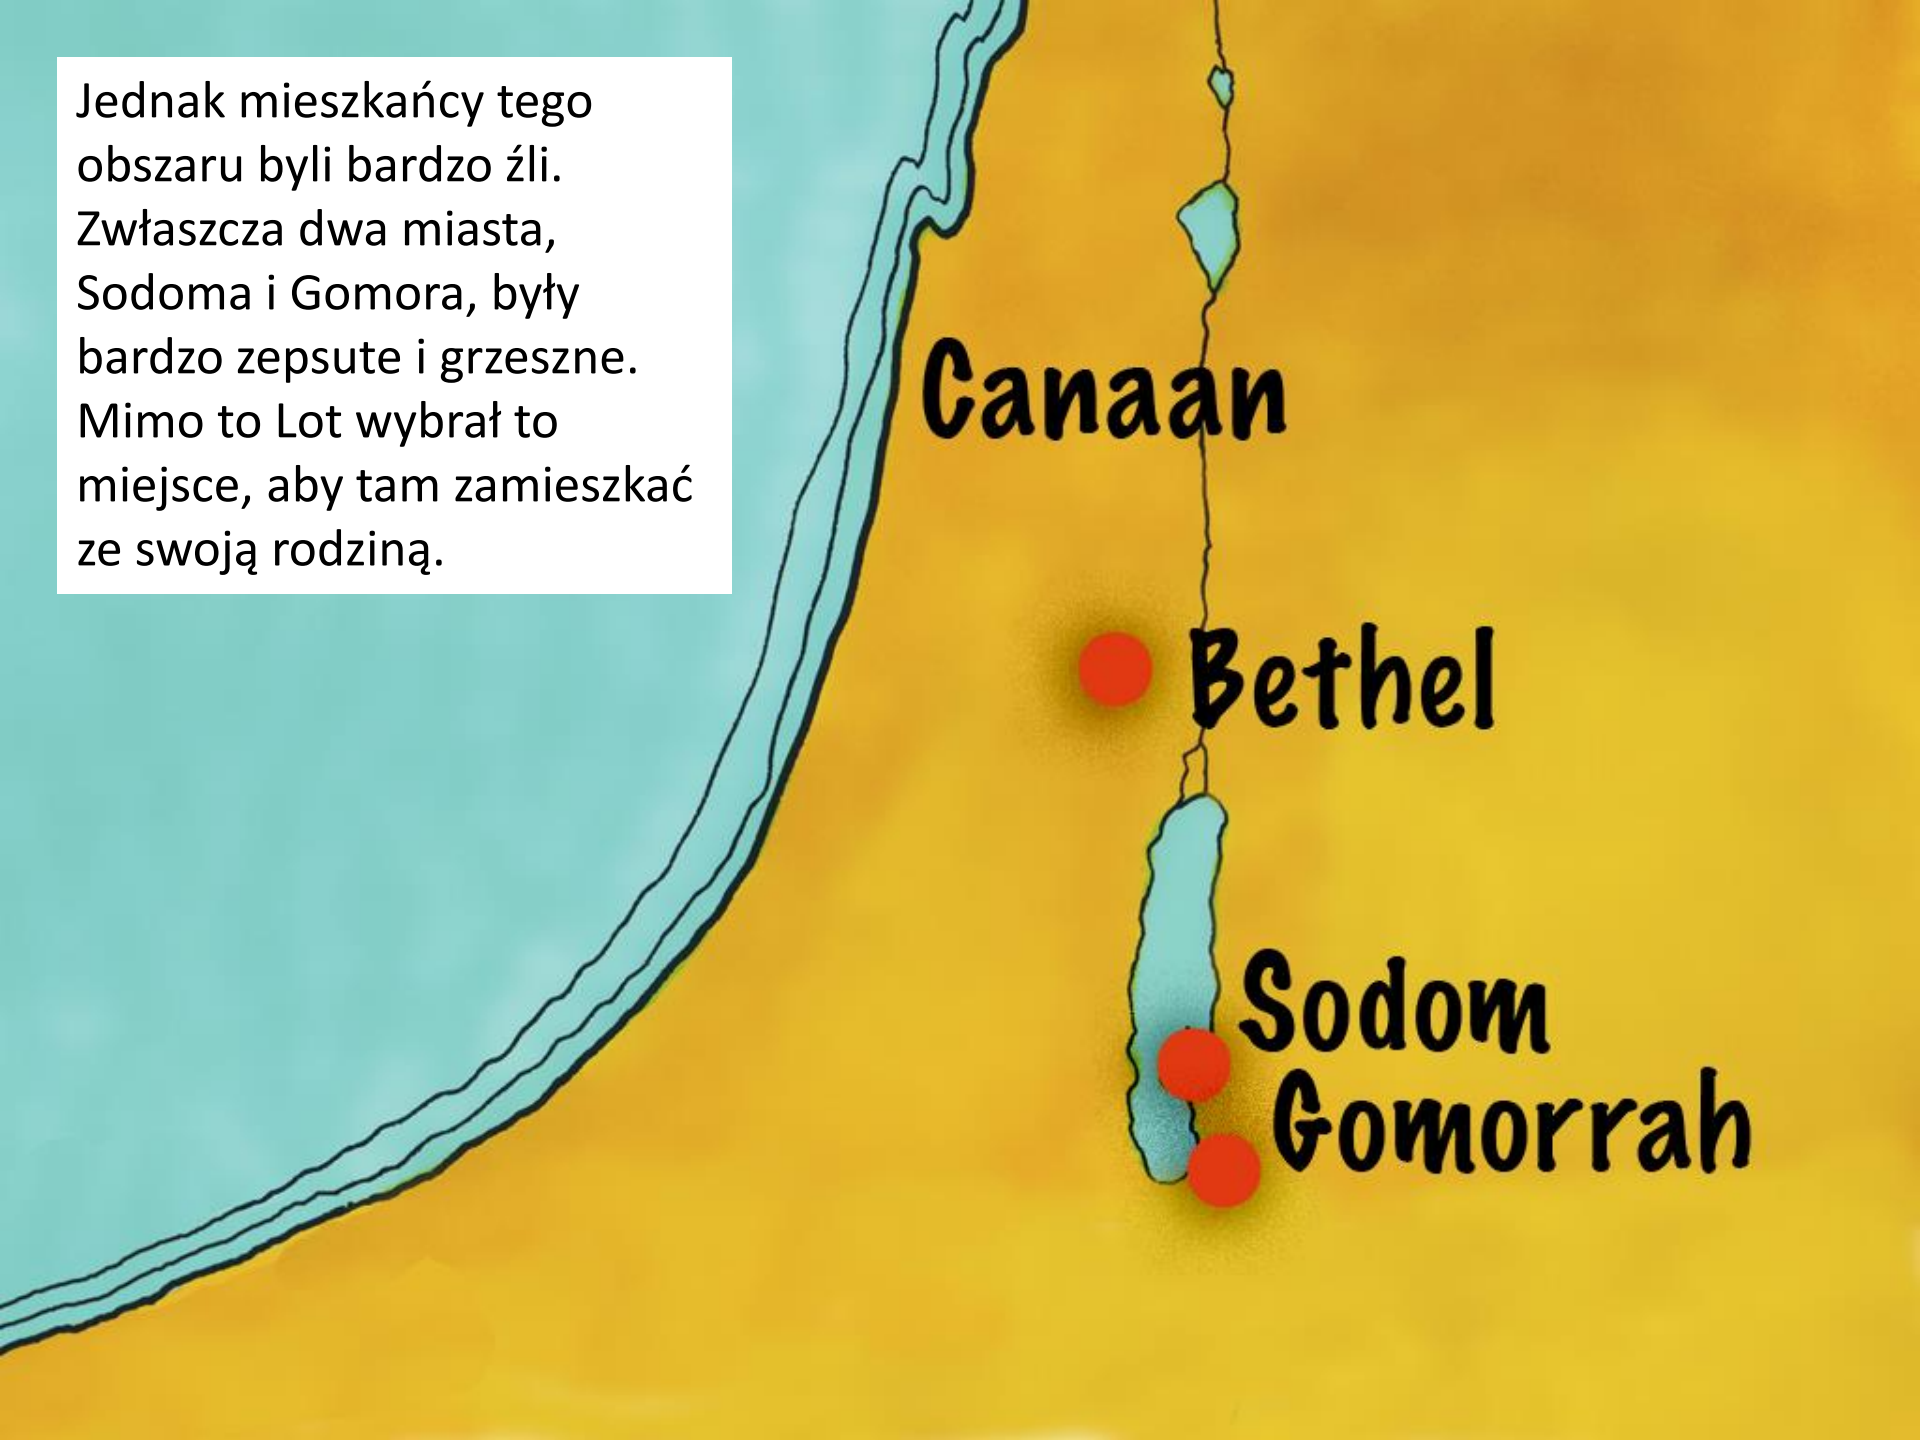 Jednak mieszkańcy tego
obszaru byli bardzo źli.
Zwłaszcza dwa miasta,
Sodoma i Gomora, były
bardzo zepsute i grzeszne.
Mimo to Lot wybrał to
miejsce, aby tam zamieszkać
ze swoją rodziną.
Canaan
Bethel
Sodom
Gomorrah